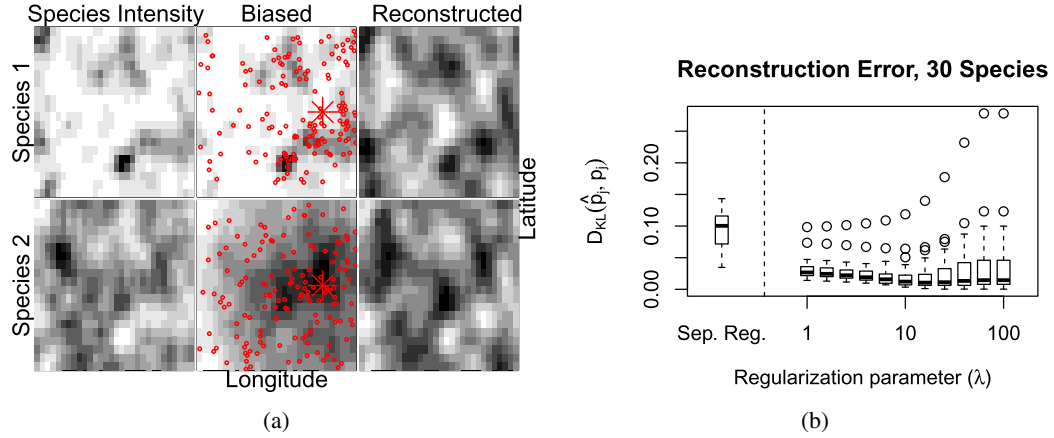 Species Intensity Biased Reconstructed
Species 1
Species 2
Latitude
Longitude
(a)
Reconstruction Error, 30 Species
D_KL(p̂_j, p_j)
0.20
0.10
0.00
Sep. Reg. 1 10 100
Regularization parameter (λ)
(b)